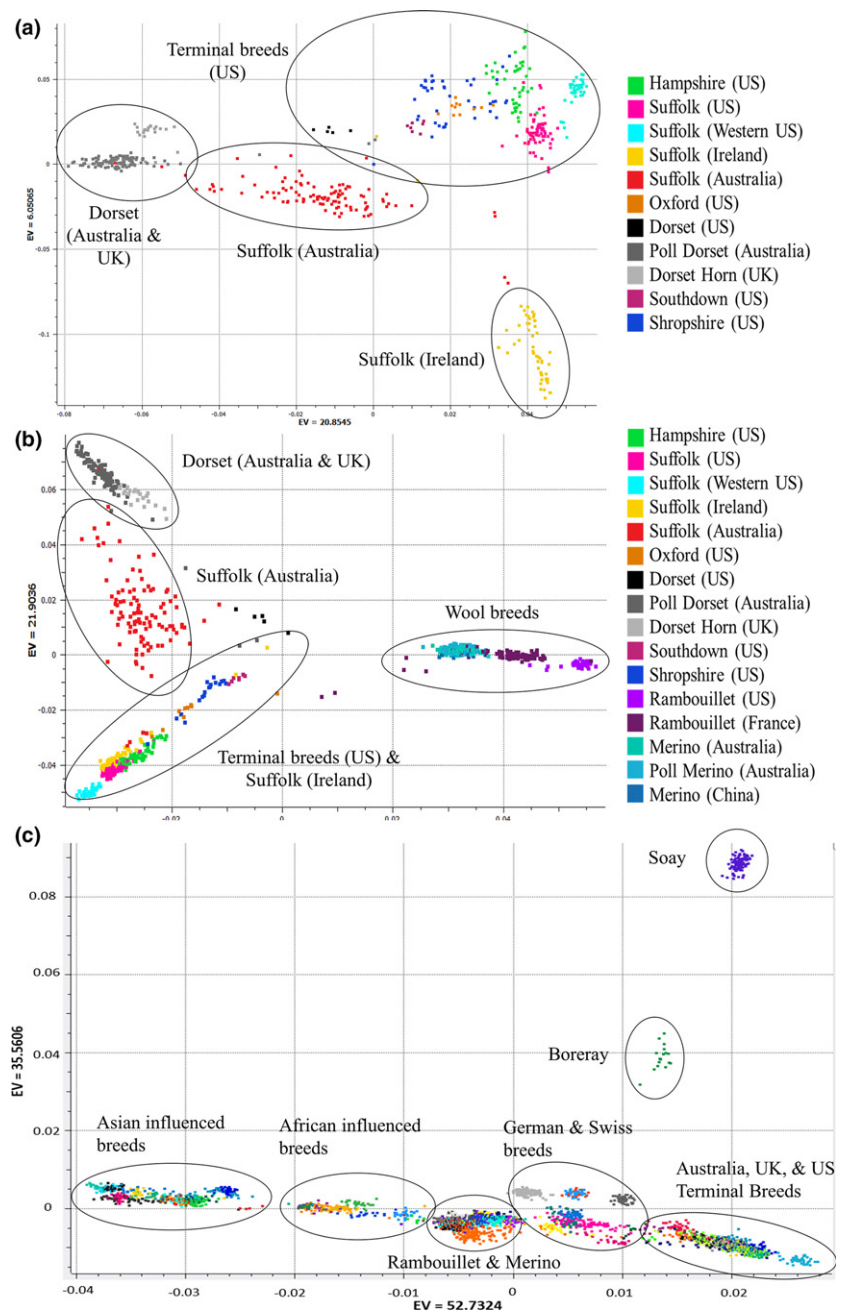 (a)
Terminal breeds
(US)
Dorset
(Australia &
UK)
Suffolk (Australia)
Suffolk (Ireland)
0.05
0
-0.05
-0.1
EV = 6.05065
-0.08
-0.06
-0.04
-0.02
0
0.02
0.04
EV = 20.8545
Hampshire (US)
Suffolk (US)
Suffolk (Western US)
Suffolk (Ireland)
Suffolk (Australia)
Oxford (US)
Dorset (US)
Poll Dorset (Australia)
Dorset Horn (UK)
Southdown (US)
Shropshire (US)
(b)
Dorset (Australia & UK)
Suffolk (Australia)
Wool breeds
Terminal breeds (US) &
Suffolk (Ireland)
0.06
0.04
0.02
0
-0.02
-0.04
EV = 21.9036
-0.02
0
0.02
0.04
Hampshire (US)
Suffolk (US)
Suffolk (Western US)
Suffolk (Ireland)
Suffolk (Australia)
Oxford (US)
Dorset (US)
Poll Dorset (Australia)
Dorset Horn (UK)
Southdown (US)
Shropshire (US)
Rambouillet (US)
Rambouillet (France)
Merino (Australia)
Poll Merino (Australia)
Merino (China)
(c)
Soay
Boreray
Asian influenced
breeds
African influenced
breeds
German & Swiss
breeds
Australia, UK, & US
Terminal Breeds
Rambouillet & Merino
0.08
0.06
0.04
0.02
0
EV = 35.5606
-0.04
-0.03
-0.02
-0.01
0
0.01
0.02
EV = 52.7324